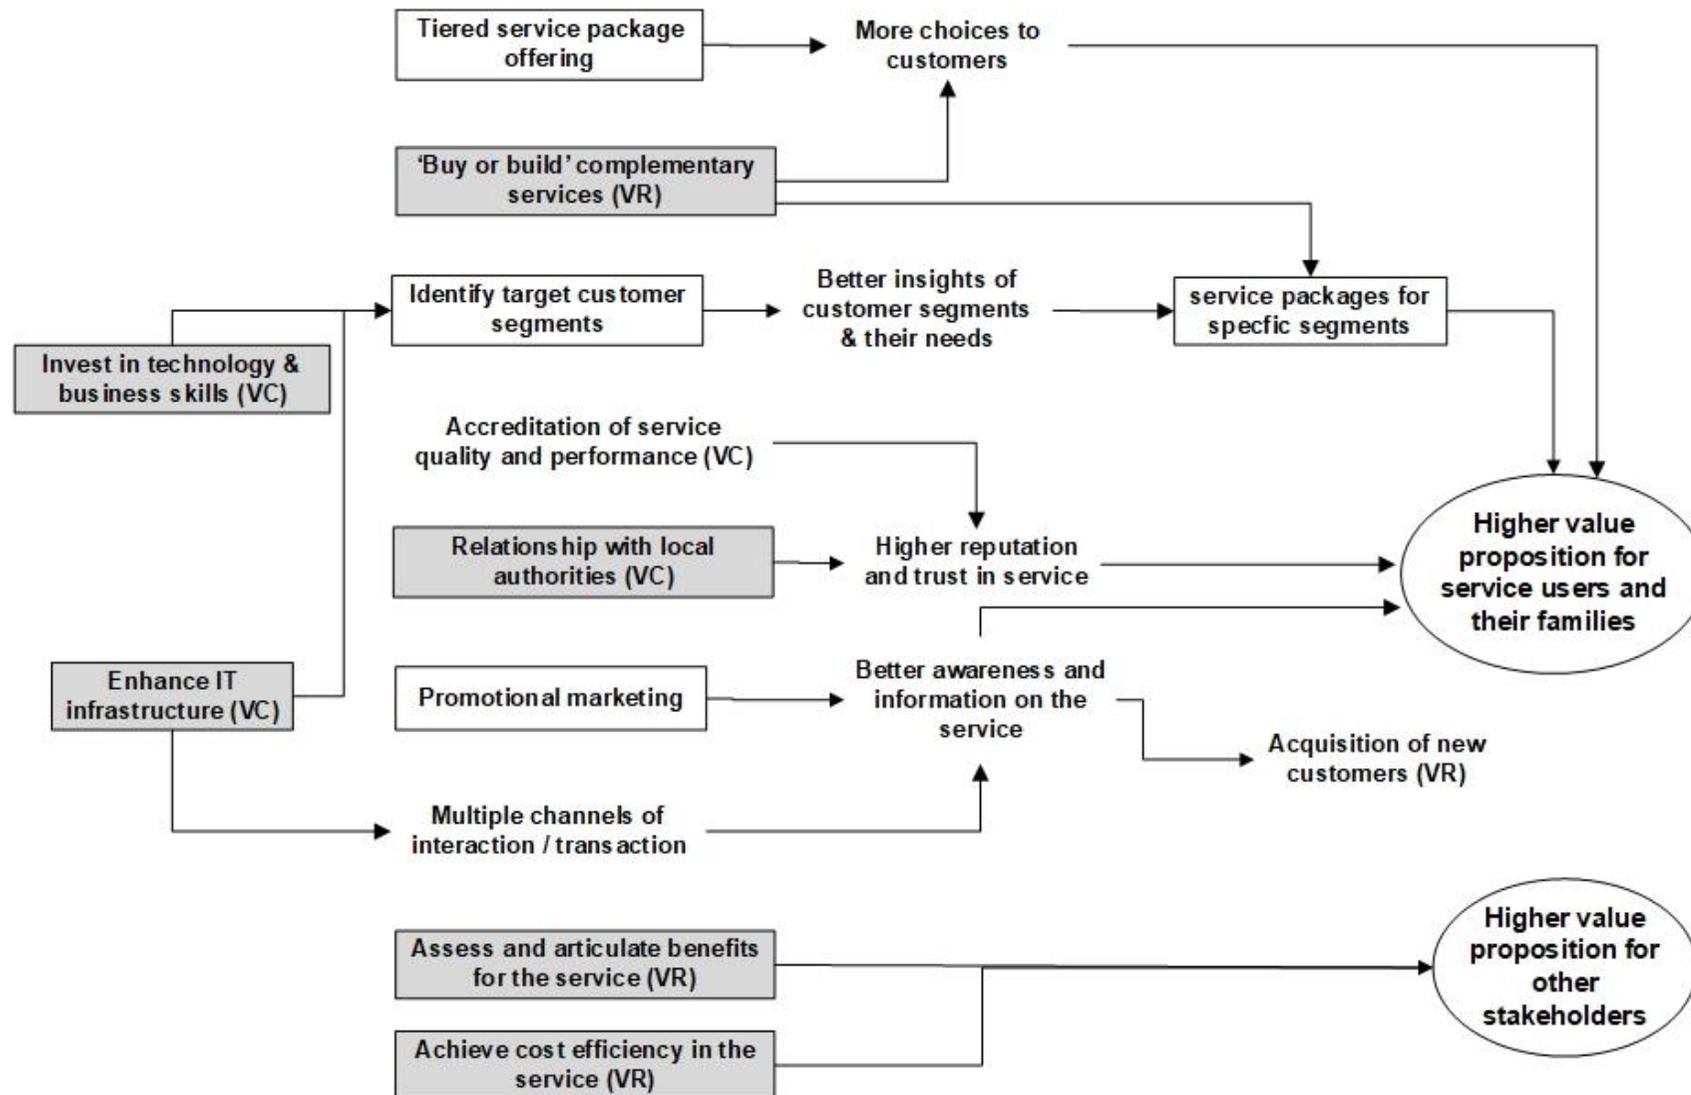 Tiered service package
offering
More choices to
customers
‘Buy or build’ complementary
services (VR)
Identify target customer
segments
Better insights of
customer segments
& their needs
service packages for
specfic segments
Invest in technology &
business skills (VC)
Accreditation of service
quality and performance (VC)
Relationship with local
authorities (VC)
Higher reputation
and trust in service
Higher value
proposition for
service users and
their families
Enhance IT
infrastructure (VC)
Promotional marketing
Better awareness and
information on the
service
Acquisition of new
customers (VR)
Multiple channels of
interaction / transaction
Assess and articulate benefits
for the service (VR)
Higher value
proposition for
other
stakeholders
Achieve cost efficiency in the
service (VR)